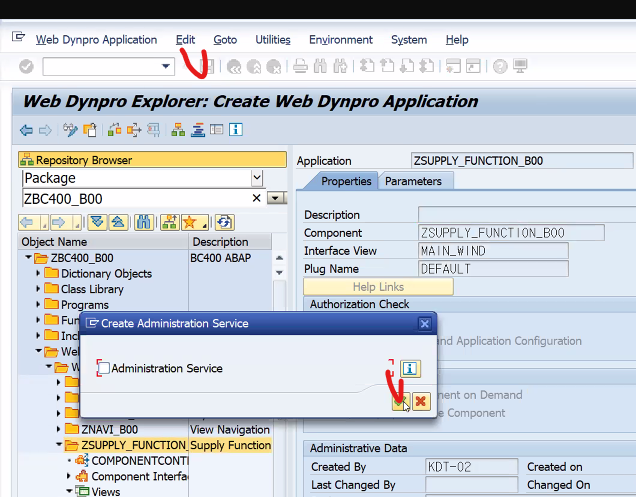 Web Dynpro Application Edit Goto Utilities Environment System Help
Web Dynpro Explorer: Create Web Dynpro Application
Repository Browser
Package
ZBC400_B00
Object Name Description
ZBC400_B00 BC400 ABAP
Dictionary Objects
Class Library
Programs
Fun
Incl
Wel
W
ZNAVI_B00 View Navigation
ZSUPPLY_FUNCTION_ Supply Function
COMPONENTCONTI
Component Interfa
Views
Application ZSUPPLY_FUNCTION_B00
Properties Parameters
Description
Component ZSUPPLY_FUNCTION_B00
Interface View MAIN_WIND
Plug Name DEFAULT
Help Links
Authorization Check
nd Application Configuration
ent on Demand
e Component
Administrative Data
Created By KDT-02 Created on
Last Changed By Changed On
Create Administration Service
Administration Service